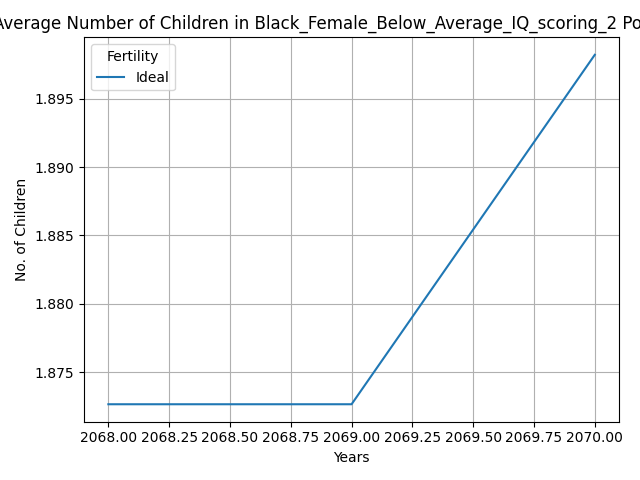 Average Number of Children in Black_Female_Below_Average_IQ_scoring_2 Po
Fertility
Ideal
No. of Children
1.895
1.890
1.885
1.880
1.875
2068.00 2068.25 2068.50 2068.75 2069.00 2069.25 2069.50 2069.75 2070.00
Years